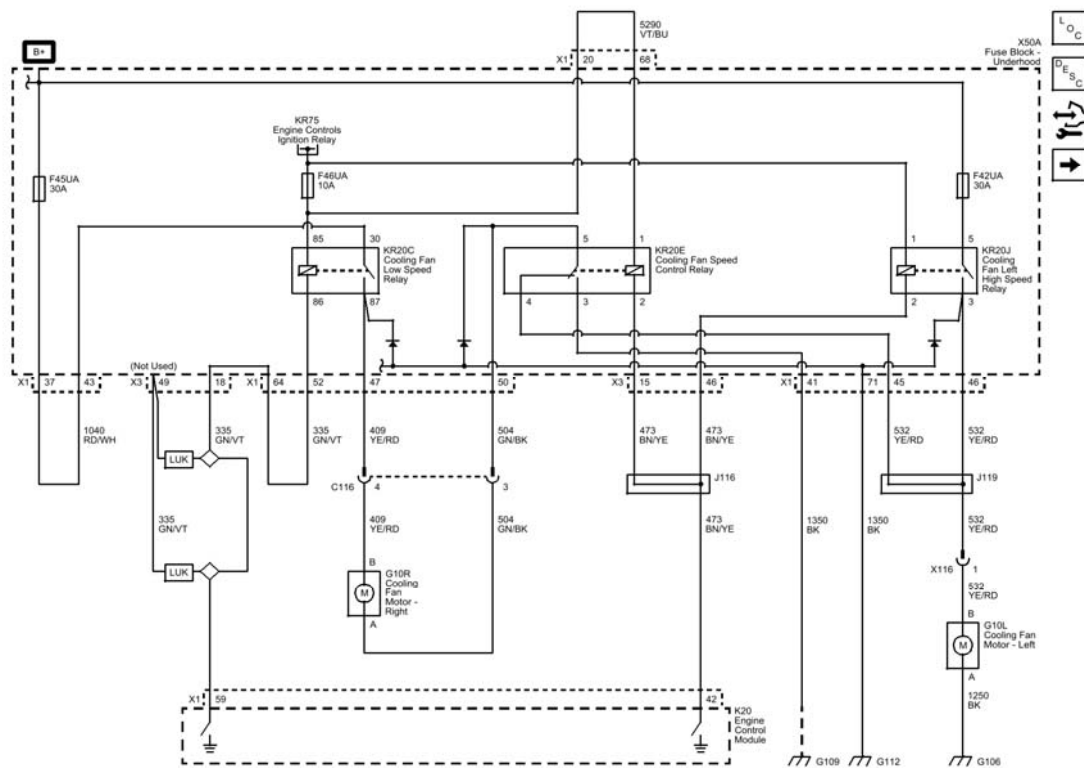 B+
5290
VT/BU
X50A
Fuse Block -
Underhood
L
O
C
X1 20 68
D
E
S
C
KR75
Engine Controls
Ignition Relay
F45UA
30A
F46UA
10A
F42UA
30A
85 30
KR20C
Cooling Fan
Low Speed
Relay
86 87
5 1
KR20E
Cooling Fan Speed
Control Relay
4 3 2
1 5
KR20J
Cooling
Fan Left
High Speed
Relay
2 3
(Not Used)
X1 37 43 X3 49 18 X1 64 52 47 50 X3 15 46 X1 41 71 45 46
1040
RD/WH
335
GN/VT
335
GN/VT
409
YE/RD
504
GN/BK
473
BN/YE
473
BN/YE
532
YE/RD
532
YE/RD
LUK
C116 4 3
J116
J119
335
GN/VT
409
YE/RD
504
GN/BK
473
BN/YE
1350
BK
1350
BK
532
YE/RD
X116 1
532
YE/RD
LUK
B
M
A
G10R
Cooling
Fan
Motor -
Right
B
M
A
G10L
Cooling Fan
Motor - Left
1250
BK
X1 59 42
K20
Engine
Control
Module
G109 G112 G106